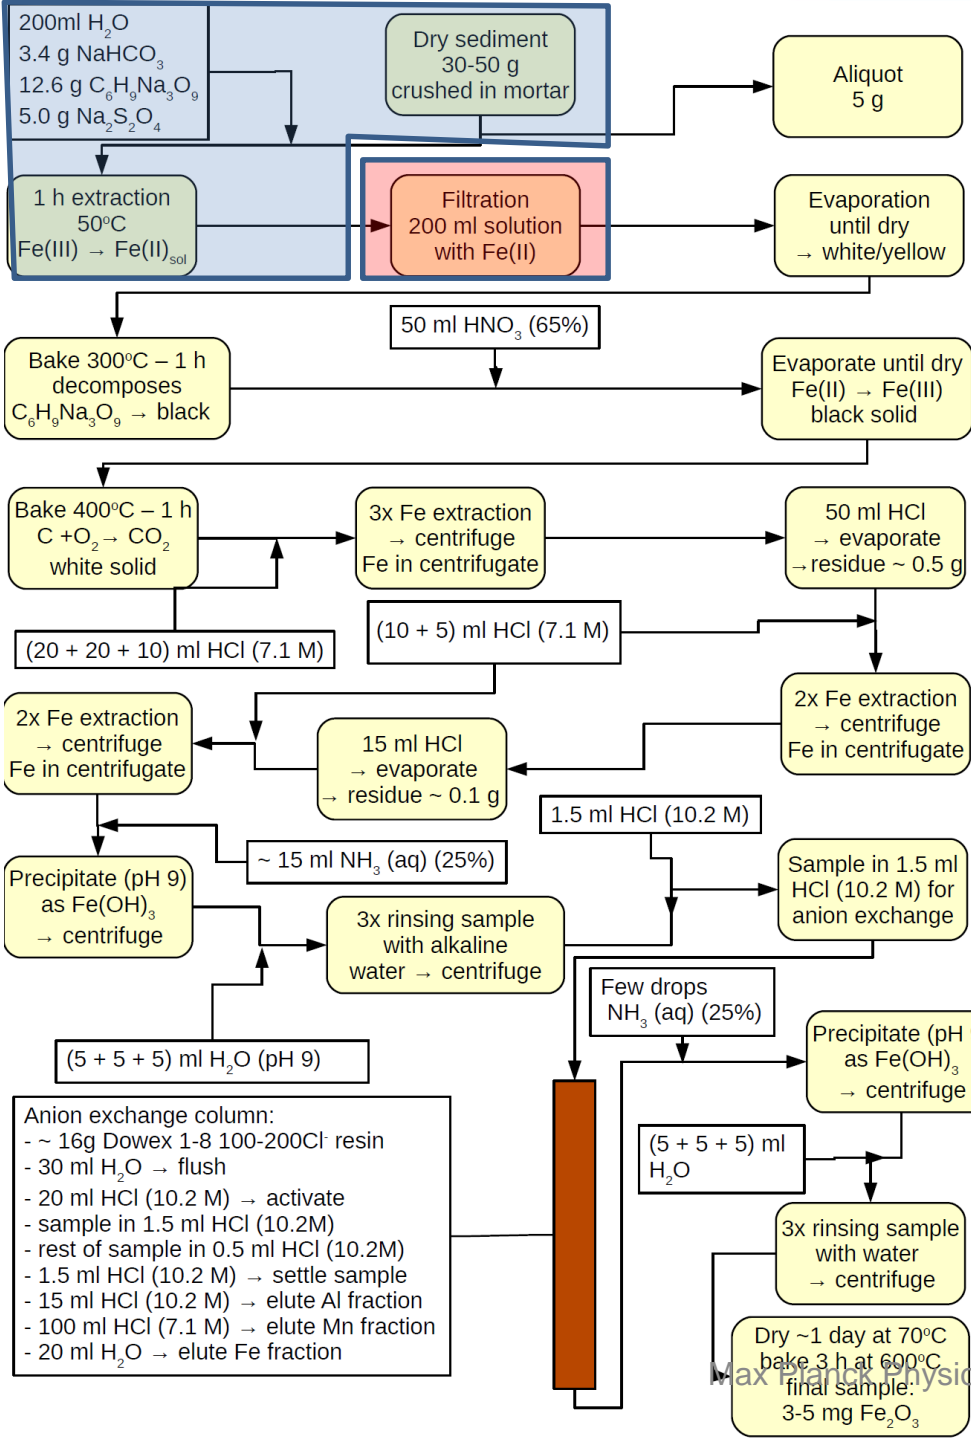 200ml H₂O
3.4 g NaHCO₃
12.6 g C₆H₉Na₃O₉
5.0 g Na₂S₂O₄
Dry sediment
30-50 g
crushed in mortar
Aliquot
5 g
1 h extraction
50°C
Fe(III) → Fe(II)sol
Filtration
200 ml solution
with Fe(II)
Evaporation
until dry
→ white/yellow
50 ml HNO₃ (65%)
Bake 300°C – 1 h
decomposes
C₆H₉Na₃O₉ → black
Evaporate until dry
Fe(II) → Fe(III)
black solid
Bake 400°C – 1 h
C +O₂→ CO₂
white solid
3x Fe extraction
→ centrifuge
Fe in centrifugate
50 ml HCl
→ evaporate
→residue ~ 0.5 g
(20 + 20 + 10) ml HCl (7.1 M)
(10 + 5) ml HCl (7.1 M)
2x Fe extraction
→ centrifuge
Fe in centrifugate
15 ml HCl
→ evaporate
→ residue ~ 0.1 g
2x Fe extraction
→ centrifuge
Fe in centrifugate
1.5 ml HCl (10.2 M)
~ 15 ml NH₃ (aq) (25%)
Precipitate (pH 9)
as Fe(OH)₃
→ centrifuge
3x rinsing sample
with alkaline
water → centrifuge
Sample in 1.5 ml
HCl (10.2 M) for
anion exchange
(5 + 5 + 5) ml H₂O (pH 9)
Few drops
NH₃ (aq) (25%)
Precipitate (pH
as Fe(OH)₃
→ centrifuge
Anion exchange column:
- ~ 16g Dowex 1-8 100-200Cl⁻ resin
- 30 ml H₂O → flush
- 20 ml HCl (10.2 M) → activate
- sample in 1.5 ml HCl (10.2M)
- rest of sample in 0.5 ml HCl (10.2M)
- 1.5 ml HCl (10.2 M) → settle sample
- 15 ml HCl (10.2 M) → elute Al fraction
- 100 ml HCl (7.1 M) → elute Mn fraction
- 20 ml H₂O → elute Fe fraction
(5 + 5 + 5) ml
H₂O
3x rinsing sample
with water
→ centrifuge
Dry ~1 day at 70°C
bake 3 h at 600°C
final sample:
3-5 mg Fe₂O₃
Max Planck Physic